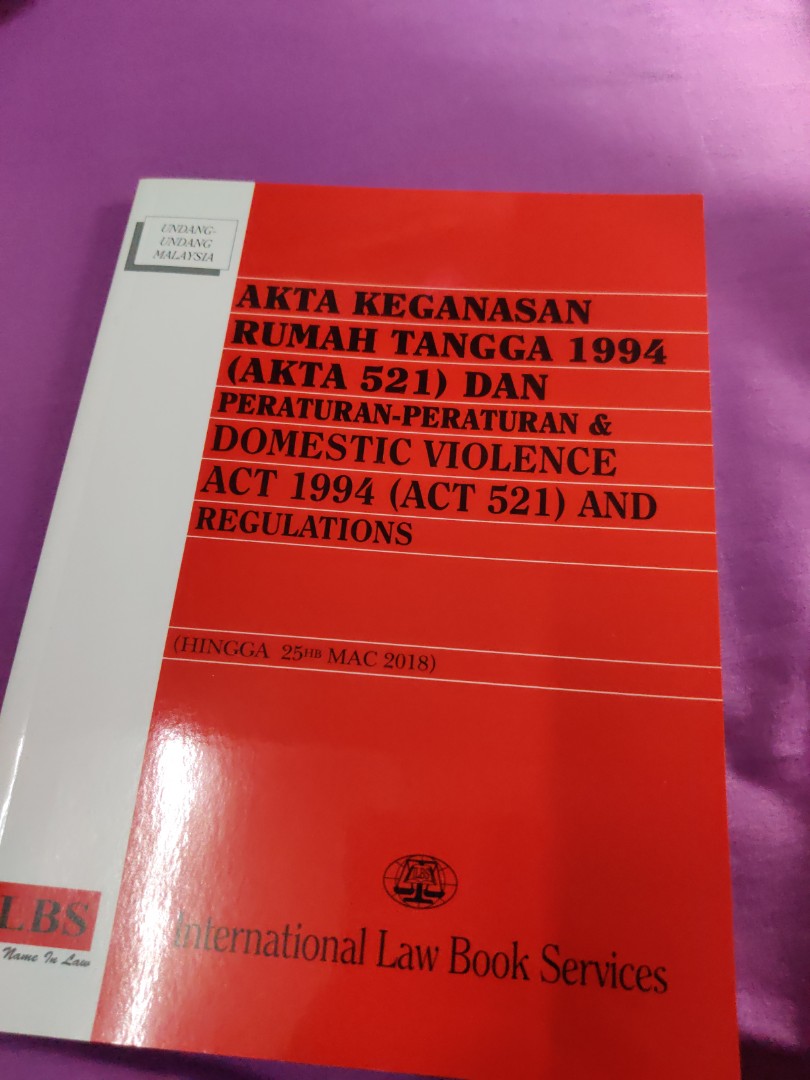 UNDANG-
UNDANG
MALAYSIA
AKTA KEGANASAN
RUMAH TANGGA 1994
(AKTA 521) DAN
PERATURAN-PERATURAN &
DOMESTIC VIOLENCE
ACT 1994 (ACT 521) AND
REGULATIONS
(HINGGA 25HB MAC 2018)
ILBS
International Law Book Services
LBS
Name In Law